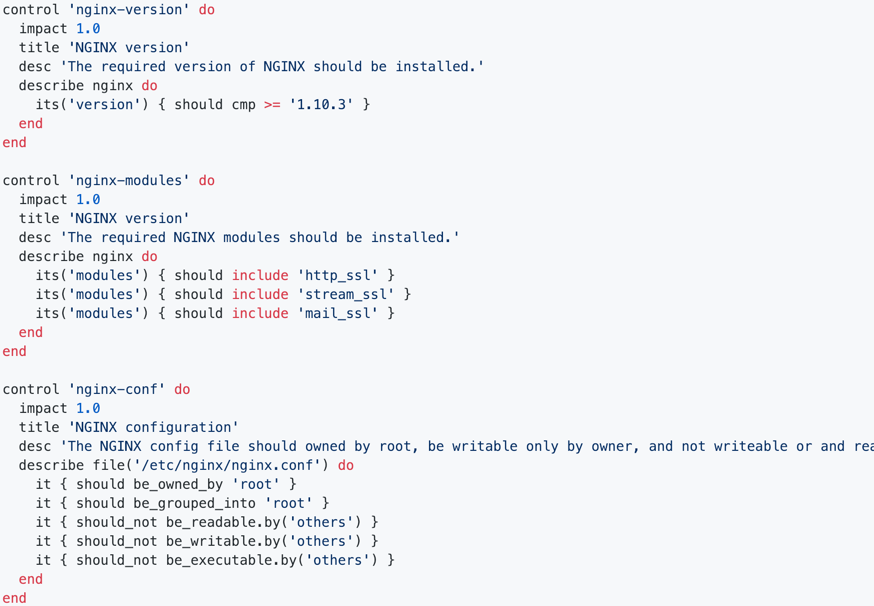 control 'nginx-version' do
  impact 1.0
  title 'NGINX version'
  desc 'The required version of NGINX should be installed.'
  describe nginx do
    its('version') { should cmp >= '1.10.3' }
  end
end

control 'nginx-modules' do
  impact 1.0
  title 'NGINX version'
  desc 'The required NGINX modules should be installed.'
  describe nginx do
    its('modules') { should include 'http_ssl' }
    its('modules') { should include 'stream_ssl' }
    its('modules') { should include 'mail_ssl' }
  end
end

control 'nginx-conf' do
  impact 1.0
  title 'NGINX configuration'
  desc 'The NGINX config file should owned by root, be writable only by owner, and not writeable or and rea
  describe file('/etc/nginx/nginx.conf') do
    it { should be_owned_by 'root' }
    it { should be_grouped_into 'root' }
    it { should_not be_readable.by('others') }
    it { should_not be_writable.by('others') }
    it { should_not be_executable.by('others') }
  end
end